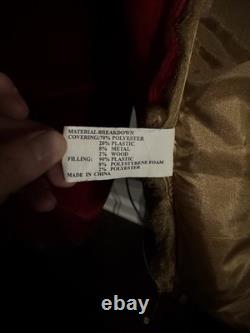 MATERIAL BREAKDOWN
COVERING: 70% POLYESTER
20% PLASTIC
8% METAL
2% WOOD
FILLING: 90% PLASTIC
8% POLYSTYRENE FOAM
2% POLYESTER
MADE IN CHINA
ebay